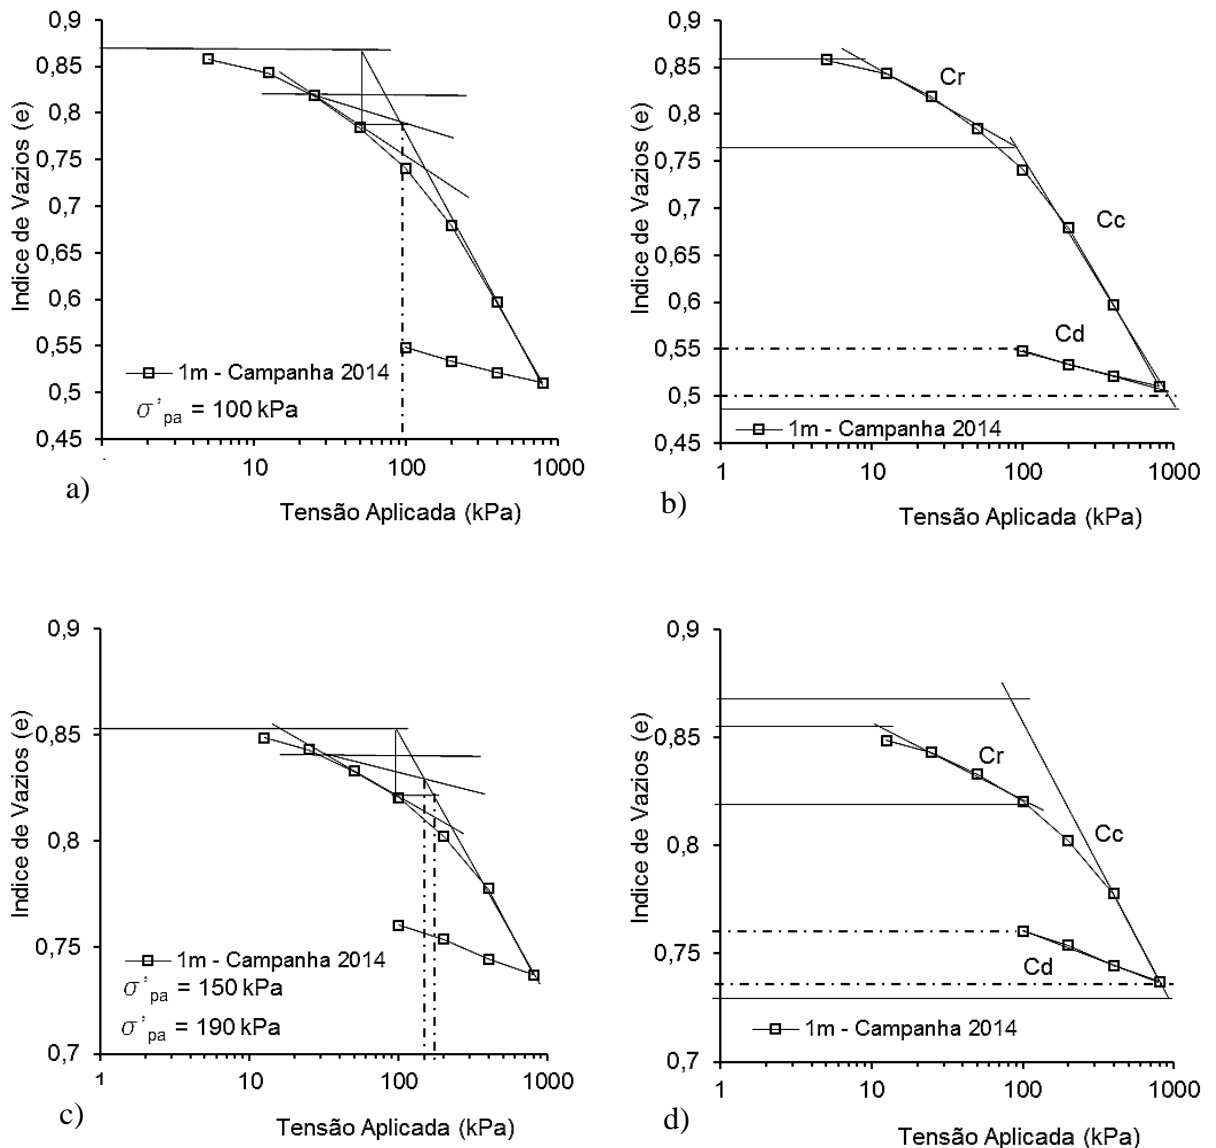 a)
0,9
0,85
0,8
0,75
0,7
0,65
0,6
0,55
0,5
0,45
Indice de Vazios (e)
1m - Campanha 2014
σ'pa = 100 kPa
10
100
1000
Tensão Aplicada (kPa)
b)
0,9
0,85
0,8
0,75
0,7
0,65
0,6
0,55
0,5
0,45
Indice de Vazios (e)
Cr
Cc
Cd
1m - Campanha 2014
1
10
100
1000
Tensão Aplicada (kPa)
c)
0,9
0,85
0,8
0,75
0,7
Indice de Vazios (e)
1m - Campanha 2014
σ'pa = 150 kPa
σ'pa = 190 kPa
1
10
100
1000
Tensão Aplicada (kPa)
d)
0,9
0,85
0,8
0,75
0,7
Indice de Vazios (e)
Cr
Cc
Cd
1m - Campanha 2014
1
10
100
1000
Tensão Aplicada (kPa)